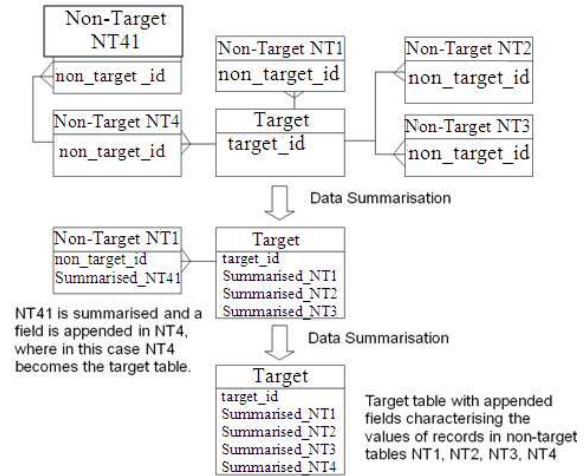 Non-Target
NT41
non_target _id
Non-Target NT1
non_target_id
Non-Target NT2
non_target_id
Non-Target NT4
non_target_id
Target
target_id
Non-Target NT3
non_target_id
Data Summarisation
Non-Target NT1
non_target_id
Summarised_NT41
Target
target_id
Summarised_NT1
Summarised_NT2
Summarised_NT3
NT41 is summarised and a
field is appended in NT4,
where in this case NT4
becomes the target table.
Data Summarisation
Target
target_id
Summarised_NT1
Summarised_NT2
Summarised_NT3
Summarised_NT4
Target table with appended
fields characterising the
values of records in non-target
tables NT1, NT2, NT3, NT4